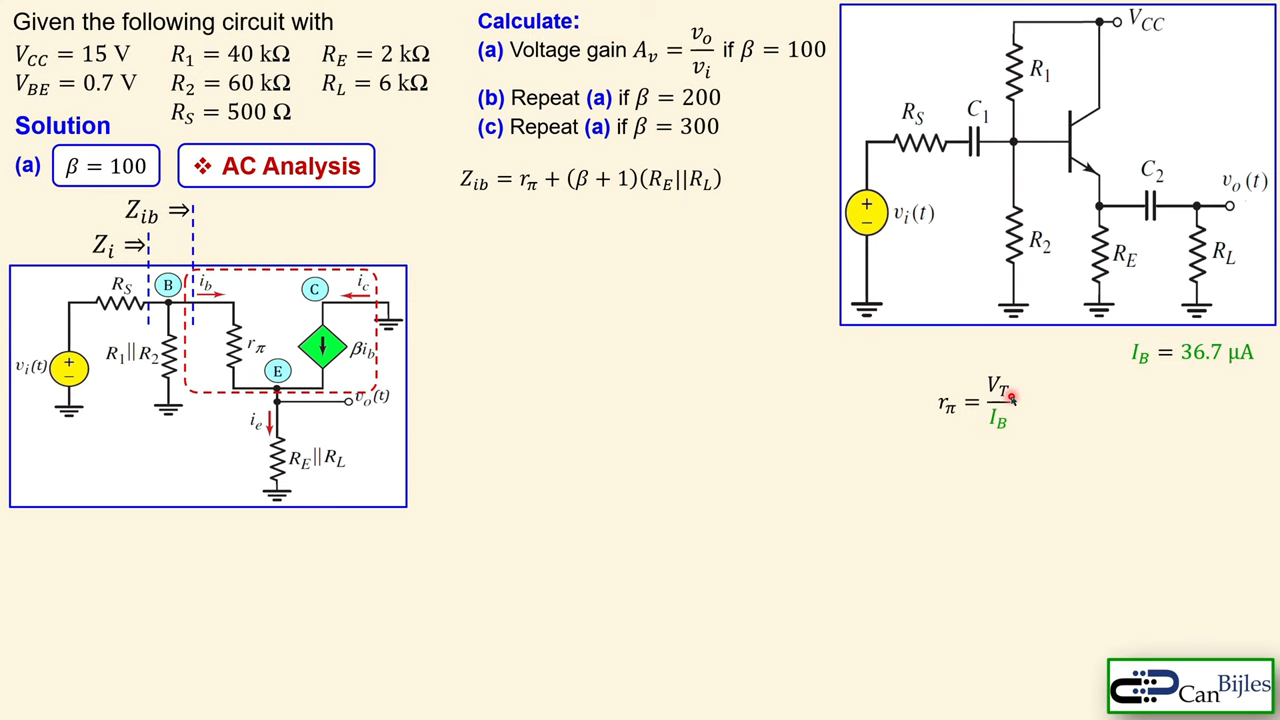 Given the following circuit with
V_CC = 15 V R_1 = 40 kΩ R_E = 2 kΩ
V_BE = 0.7 V R_2 = 60 kΩ R_L = 6 kΩ
R_S = 500 Ω
Solution
(a) β = 100 ❖ AC Analysis
Calculate:
(a) Voltage gain A_v = v_o/v_i if β = 100
(b) Repeat (a) if β = 200
(c) Repeat (a) if β = 300
Z_ib = r_π + (β + 1)(R_E||R_L)
Z_ib ⇒
Z_i ⇒
R_S B i_b C i_c
R_1||R_2 r_π βi_b
v_i(t) + −
E
v_o(t)
i_e
R_E||R_L
V_CC
R_1
R_S C_1
C_2 v_o(t)
+ − v_i(t)
R_2 R_E R_L
I_B = 36.7 μA
r_π = V_T/I_B
CanBijles